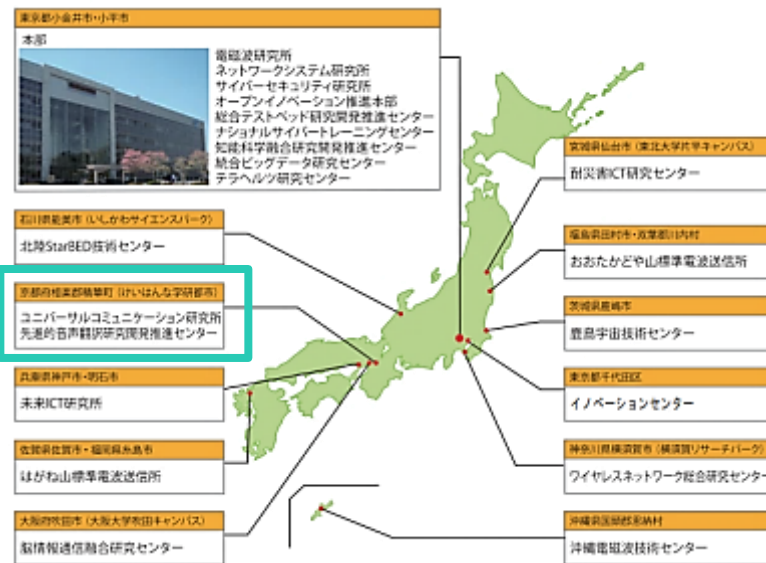 東京都小金井市・小平市
本部
電磁波研究所
ネットワークシステム研究所
サイバーセキュリティ研究所
オープンイノベーション推進本部
総合テストベッド研究開発推進センター
ナショナルサイバートレーニングセンター
知能科学融合研究開発推進センター
統合ビッグデータ研究センター
テラヘルツ研究センター
石川県能美市（いしかわサイエンスパーク）
北陸StarBED技術センター
京都府相楽郡精華町（けいはんな学研都市）
ユニバーサルコミュニケーション研究所
先進的音声翻訳研究開発推進センター
兵庫県神戸市・明石市
未来ICT研究所
佐賀県佐賀市・福岡県糸島市
はがね山標準電波送信所
大阪府吹田市（大阪大学吹田キャンパス）
脳情報通信融合研究センター
宮城県仙台市（東北大学片平キャンパス）
耐災害ICT研究センター
福島県田村市・双葉郡川内村
おおたかどや山標準電波送信所
茨城県鹿嶋市
鹿島宇宙技術センター
東京都千代田区
イノベーションセンター
神奈川県横須賀市（横須賀リサーチパーク）
ワイヤレスネットワーク総合研究センター
沖縄県国頭郡恩納村
沖縄電磁波技術センター